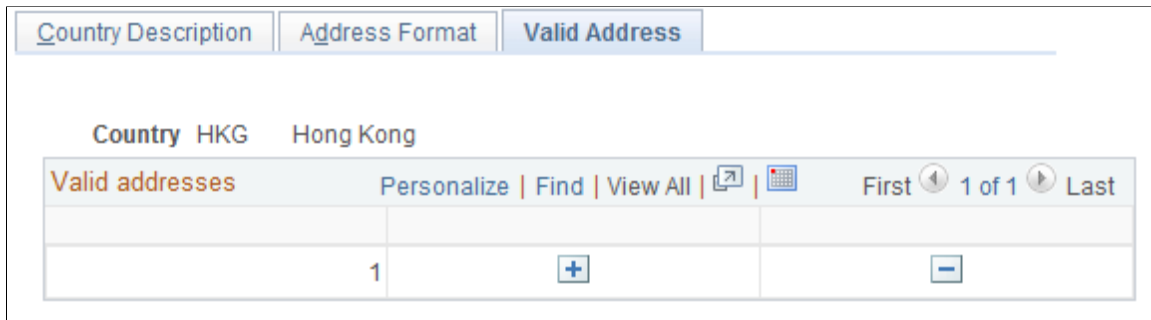 Country Description Address Format Valid Address
Country HKG Hong Kong
Valid addresses Personalize | Find | View All | | First 1 of 1 Last
1